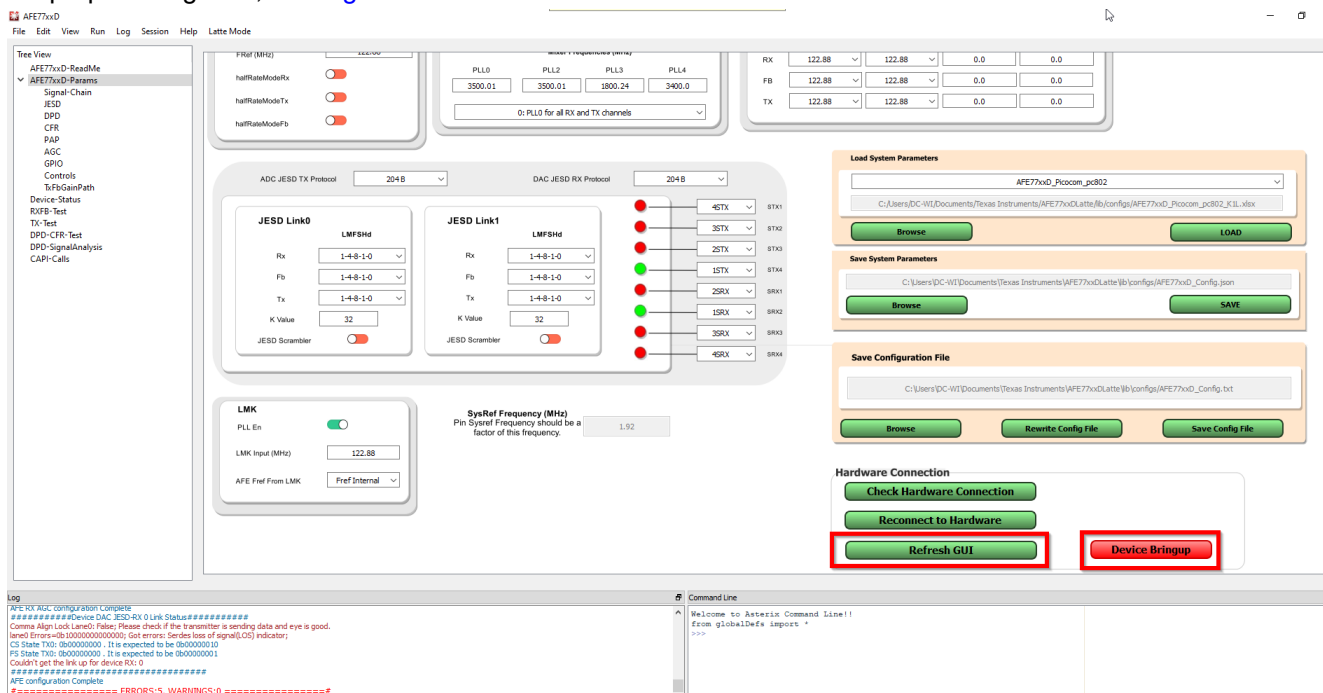 AFE77xxD
File Edit View Run Log Session Help Latte Mode
Tree View
AFE77xxD-ReadMe
AFE77xxD-Params
Signal-Chain
JESD
DPD
CFR
PAP
AGC
GPIO
Controls
TxFbGainPath
Device-Status
RXFB-Test
TX-Test
DPD-CFR-Test
DPD-SignalAnalysis
CAPI-Calls
FRef (MHz) 122.88
halfRateModeRx
halfRateModeTx
halfRateModeFb
Mixer Frequencies (MHz)
PLL0 PLL2 PLL3 PLL4
3500.01 3500.01 1800.24 3400.0
0: PLL0 for all RX and TX channels
RX 122.88 122.88 0.0 0.0
FB 122.88 122.88 0.0 0.0
TX 122.88 122.88 0.0 0.0
ADC JESD TX Protocol 204B DAC JESD RX Protocol 204B
JESD Link0
LMFSHd
Rx 1-4-8-1-0
Fb 1-4-8-1-0
Tx 1-4-8-1-0
K Value 32
JESD Scrambler
JESD Link1
LMFSHd
Rx 1-4-8-1-0
Fb 1-4-8-1-0
Tx 1-4-8-1-0
K Value 32
JESD Scrambler
4STX STX1
3STX STX2
2STX STX3
1STX STX4
2SRX SRX1
1SRX SRX2
3SRX SRX3
4SRX SRX4
LMK
PLL En
LMK Input (MHz) 122.88
AFE Fref From LMK Fref Internal
SysRef Frequency (MHz)
Pin Sysref Frequency should be a
factor of this frequency.
1.92
Load System Parameters
AFE77xxD_Picocom_pc802
C:/Users/DC-WI/Documents/Texas Instruments/AFE77xxDLatte/lib/configs/AFE77xxD_Picocom_pc802_K1L.xlsx
Browse LOAD
Save System Parameters
C:\Users\DC-WI\Documents\Texas Instruments\AFE77xxDLatte\lib\configs/AFE77xxD_Config.json
Browse SAVE
Save Configuration File
C:\Users\DC-WI\Documents\Texas Instruments\AFE77xxDLatte\lib\configs/AFE77xxD_Config.txt
Browse Rewrite Config File Save Config File
Hardware Connection
Check Hardware Connection
Reconnect to Hardware
Refresh GUI Device Bringup
Log
AFE RX AGC configuration Complete
###########Device DAC JESD-RX 0 Link Status###########
Comma Align Lock Lane0: False; Please check if the transmitter is sending data and eye is good.
lane0 Errors=0b10000000000000; Got errors: Serdes loss of signal(LOS) indicator;
CS State TX0: 0b00000000 . It is expected to be 0b00000010
FS State TX0: 0b00000000 . It is expected to be 0b00000001
Couldn't get the link up for device RX: 0
###################################
AFE configuration Complete
#================ ERRORS:5, WARNINGS:0 ================#
Command Line
Welcome to Asterix Command Line!!
from globalDefs import *
>>>